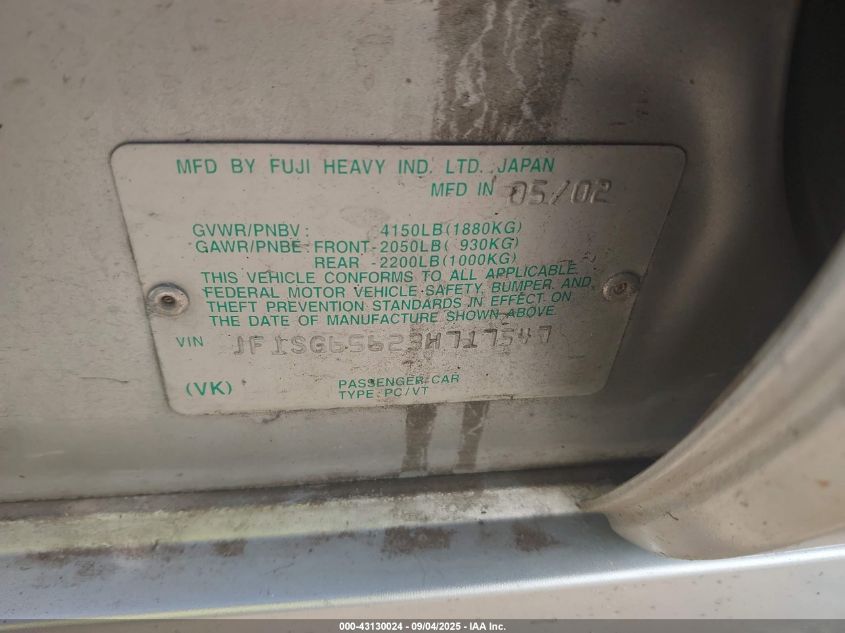 MFD BY FUJI HEAVY IND. LTD. JAPAN
MFD IN 05/02
GVWR/PNBV: 4150LB(1880KG)
GAWR/PNBE: FRONT-2050LB( 930KG)
REAR -2200LB(1000KG)
THIS VEHICLE CONFORMS TO ALL APPLICABLE
FEDERAL MOTOR VEHICLE SAFETY, BUMPER, AND
THEFT PREVENTION STANDARDS IN EFFECT ON
THE DATE OF MANUFACTURE SHOWN ABOVE.
VIN JF1SG65623H717547
(VK) PASSENGER CAR
TYPE: PC/VT
000-43130024 - 09/04/2025 - IAA Inc.